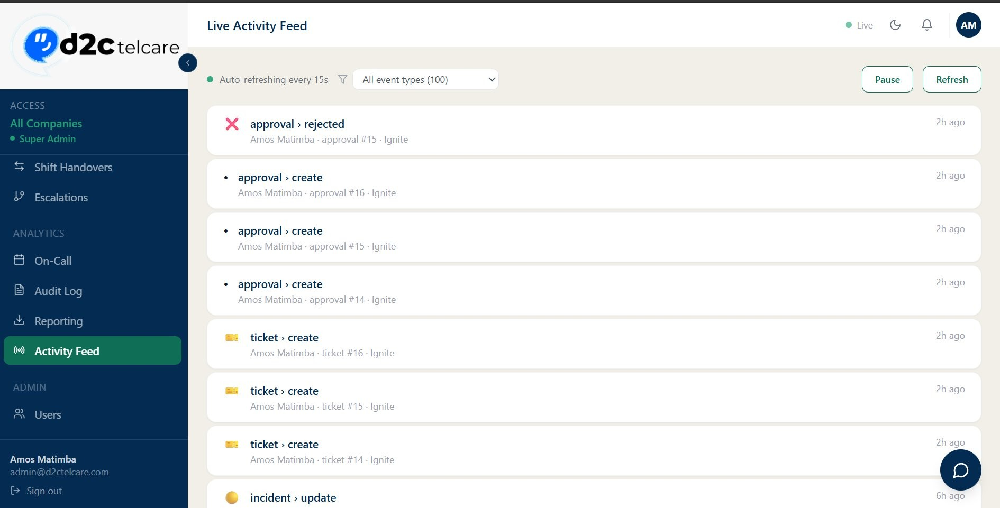 d2c telcare
ACCESS
All Companies
Super Admin
Shift Handovers
Escalations
ANALYTICS
On-Call
Audit Log
Reporting
Activity Feed
ADMIN
Users
Amos Matimba
admin@d2ctelcare.com
Sign out
Live Activity Feed
Live
AM
Auto-refreshing every 15s
All event types (100)
Pause
Refresh
approval › rejected
2h ago
Amos Matimba · approval #15 · Ignite
• approval › create
2h ago
Amos Matimba · approval #16 · Ignite
• approval › create
2h ago
Amos Matimba · approval #15 · Ignite
• approval › create
2h ago
Amos Matimba · approval #14 · Ignite
ticket › create
2h ago
Amos Matimba · ticket #16 · Ignite
ticket › create
2h ago
Amos Matimba · ticket #15 · Ignite
ticket › create
2h ago
Amos Matimba · ticket #14 · Ignite
incident › update
6h ago